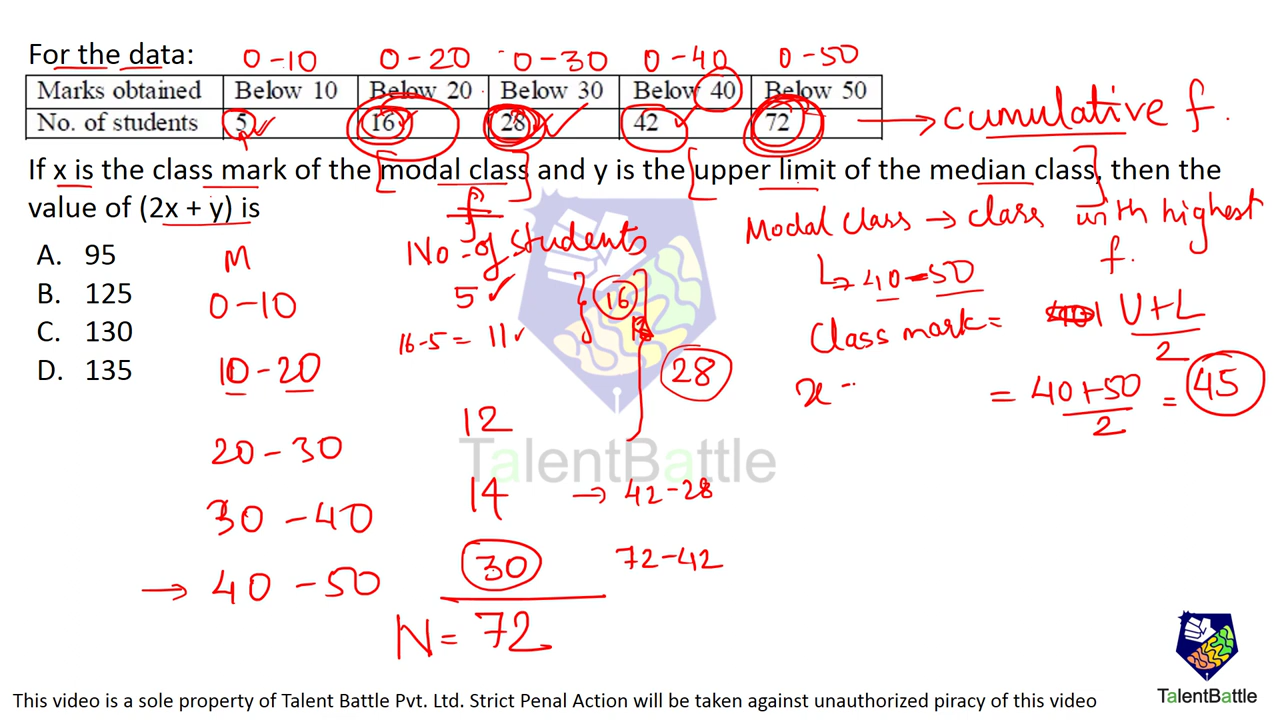 For the data:
0-10 0-20 0-30 0-40 0-50
Marks obtained Below 10 Below 20 Below 30 Below 40 Below 50
No. of students 5 16 28 42 72 → cumulative f.
If x is the class mark of the [modal class] and y is the [upper limit of the median class], then the
value of (2x + y) is
A. 95
B. 125
C. 130
D. 135
M
0-10
10-20
20-30
30-40
→ 40-50
f
No. of students
5 ✓
16-5 = 11 ✓
12
14 → 42-28
30 72-42
N = 72
16
28
Modal class → class with highest f.
↳ 40-50
Class mark = U+L/2
x =
= 40+50/2 = 45
TalentBattle
TalentBattle
This video is a sole property of Talent Battle Pvt. Ltd. Strict Penal Action will be taken against unauthorized piracy of this video